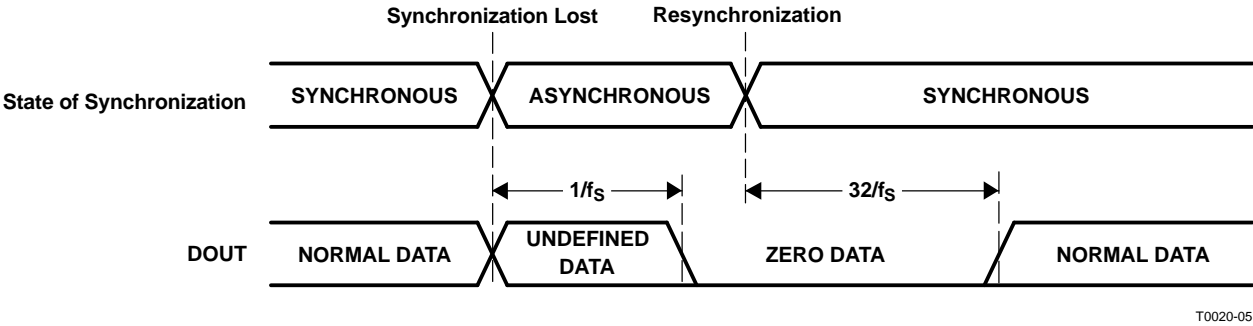 Synchronization Lost
Resynchronization
State of Synchronization
SYNCHRONOUS
ASYNCHRONOUS
SYNCHRONOUS
1/fS
32/fS
DOUT
NORMAL DATA
UNDEFINED
DATA
ZERO DATA
NORMAL DATA
T0020-05